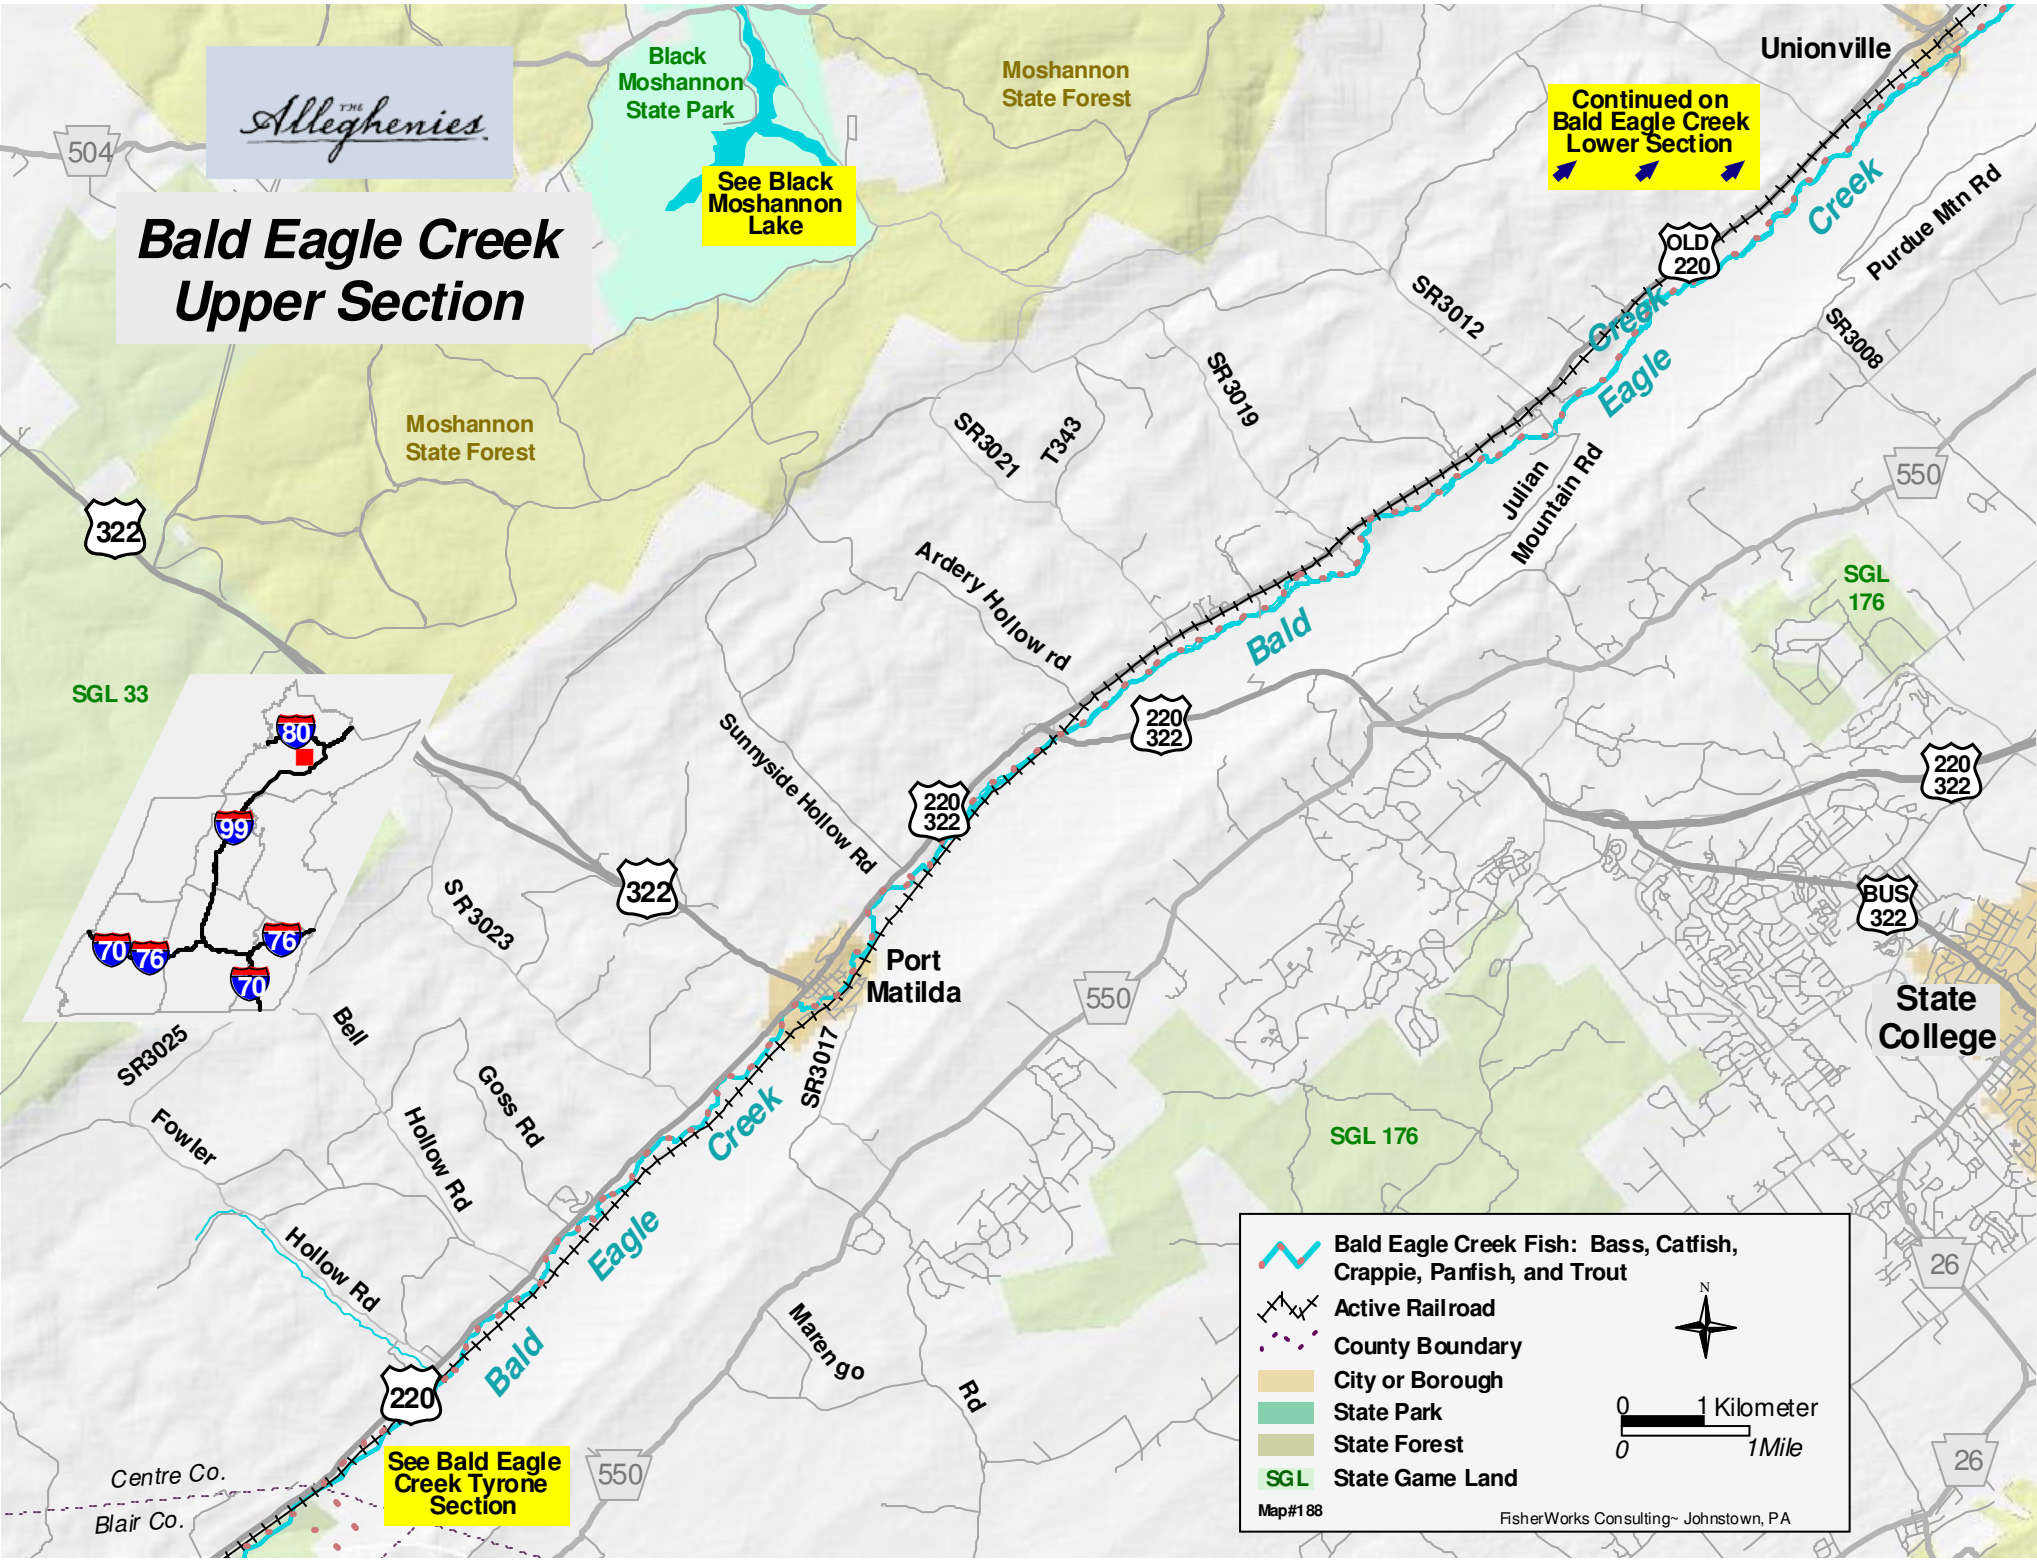 THE
Alleghenies
Bald Eagle Creek
Upper Section
Black
Moshannon
State Park
Moshannon
State Forest
See Black
Moshannon
Lake
Unionville
Continued on
Bald Eagle Creek
Lower Section
504
Creek
Purdue Mtn Rd
OLD
220
SR3012
Creek
Eagle
SR3008
SR3019
Moshannon
State Forest
SR3021
T343
Julian
Mountain Rd
550
322
Ardery Hollow rd
Bald
SGL
176
SGL 33
80
99
70
76
76
70
Sunnyside Hollow Rd
220
322
220
322
220
322
322
BUS
322
SR3023
Port
Matilda
550
State
College
SR3025
Bell
Hollow Rd
Goss Rd
SR3017
Creek
Fowler
Hollow Rd
SGL 176
Eagle
Bald
Marengo
Rd
220
See Bald Eagle
Creek Tyrone
Section
550
Centre Co.
Blair Co.
26
26
Bald Eagle Creek Fish: Bass, Catfish,
Crappie, Panfish, and Trout
Active Railroad
County Boundary
City or Borough
State Park
State Forest
SGL State Game Land
N
0 1 Kilometer
0 1Mile
Map#188
FisherWorks Consulting~ Johnstown, PA